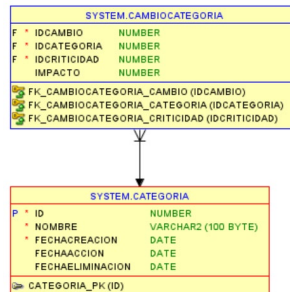 SYSTEM.CAMBIOCATEGORIA
F * IDCAMBIO NUMBER
F * IDCATEGORIA NUMBER
F * IDCRITICIDAD NUMBER
IMPACTO NUMBER
FK_CAMBIOCATEGORIA_CAMBIO (IDCAMBIO)
FK_CAMBIOCATEGORIA_CATEGORIA (IDCATEGORIA)
FK_CAMBIOCATEGORIA_CRITICIDAD (IDCRITICIDAD)
SYSTEM.CATEGORIA
P * ID NUMBER
* NOMBRE VARCHAR2 (100 BYTE)
* FECHACREACION DATE
FECHAACCION DATE
FECHAELIMINACION DATE
CATEGORIA_PK (ID)